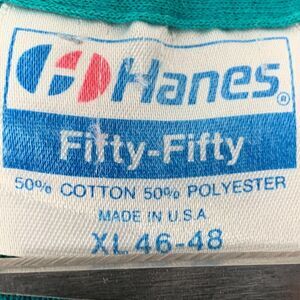 Hanes®
Fifty-Fifty
50% COTTON 50% POLYESTER
MADE IN U.S.A.
XL 46-48